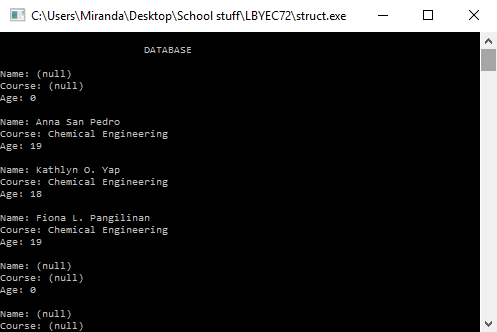 C:\Users\Miranda\Desktop\School stuff\LBYEC72\struct.exe
DATABASE
Name: (null)
Course: (null)
Age: 0
Name: Anna San Pedro
Course: Chemical Engineering
Age: 19
Name: Kathlyn O. Yap
Course: Chemical Engineering
Age: 18
Name: Fiona L. Pangilinan
Course: Chemical Engineering
Age: 19
Name: (null)
Course: (null)
Age: 0
Name: (null)
Course: (null)